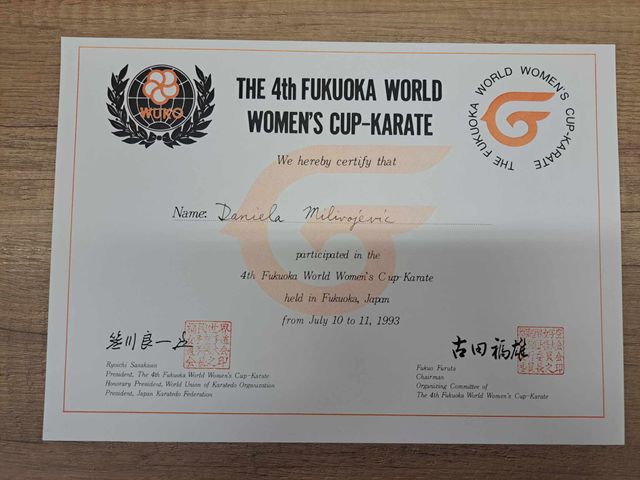 WUKO
THE 4th FUKUOKA WORLD
WOMEN'S CUP-KARATE
THE FUKUOKA WORLD WOMEN'S CUP-KARATE
We hereby certify that
Name: Daniela Milivojevic
participated in the
4th Fukuoka World Women's Cup-Karate
held in Fukuoka, Japan
from July 10 to 11, 1993
笹川良一
Ryoichi Sasakawa
President, The 4th Fukuoka World Women's Cup-Karate
Honorary President, World Union of Karatedo Organization
President, Japan Karatedo Federation
古田福雄
Fukuo Furuta
Chairman
Organizing Committee of
The 4th Fukuoka World Women's Cup-Karate